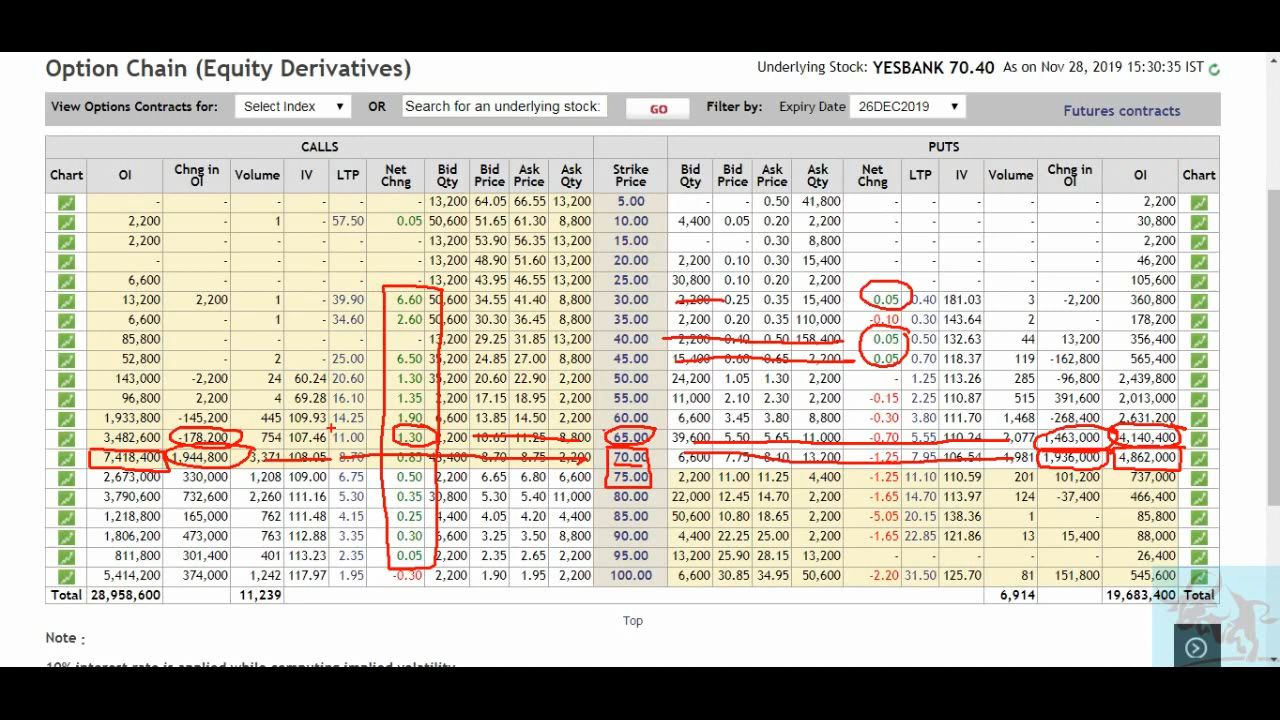 Option Chain (Equity Derivatives) Underlying Stock: YESBANK 70.40 As on Nov 28, 2019 15:30:35 IST
View Options Contracts for: Select Index OR Search for an underlying stock: GO Filter by: Expiry Date 26DEC2019 Futures contracts
CALLS PUTS
Chart OI Chng in OI Volume IV LTP Net Chng Bid Qty Bid Price Ask Price Ask Qty Strike Price Bid Qty Bid Price Ask Price Ask Qty Net Chng LTP IV Volume Chng in OI OI Chart
- - - - - - 13,200 64.05 66.55 13,200 5.00 - - 0.50 41,800 - - - - - 2,200
2,200 - 1 - 57.50 0.05 50,600 51.65 61.30 8,800 10.00 4,400 0.05 0.20 2,200 - - - - - 30,800
2,200 - - - - - 13,200 53.90 56.35 13,200 15.00 - - 0.30 8,800 - - - - - 2,200
- - - - - - 13,200 48.90 51.60 13,200 20.00 2,200 0.10 0.30 15,400 - - - - - 46,200
6,600 - - - - - 13,200 43.95 46.55 13,200 25.00 30,800 0.10 0.20 2,200 - - - - - 105,600
13,200 2,200 1 - 39.90 6.60 50,600 34.55 41.40 8,800 30.00 2,200 0.25 0.35 15,400 0.05 0.40 181.03 3 -2,200 360,800
6,600 - 1 - 34.60 2.60 50,600 30.30 36.45 8,800 35.00 2,200 0.20 0.35 110,000 -0.10 0.30 143.64 2 - 178,200
85,800 - - - - - 13,200 29.25 31.85 13,200 40.00 2,200 0.40 0.50 158,400 0.05 0.50 132.63 44 13,200 356,400
52,800 - 2 - 25.00 6.50 35,200 24.85 27.00 8,800 45.00 15,400 0.60 0.65 2,200 0.05 0.70 118.37 119 -162,800 565,400
143,000 -2,200 24 60.24 20.60 1.30 35,200 20.60 22.90 2,200 50.00 24,200 1.05 1.30 2,200 - 1.25 113.26 285 -96,800 2,439,800
96,800 2,200 4 69.28 16.10 1.35 2,200 17.15 18.95 2,200 55.00 11,000 2.10 2.30 2,200 -0.15 2.25 110.87 515 391,600 2,013,000
1,933,800 -145,200 445 109.93 14.25 1.90 6,600 13.85 14.50 2,200 60.00 6,600 3.45 3.80 8,800 -0.30 3.80 111.70 1,468 -268,400 2,631,200
3,482,600 -178,200 754 107.46 11.00 1.30 2,200 10.65 11.25 8,800 65.00 39,600 5.50 5.65 11,000 -0.70 5.55 110.24 2,077 1,463,000 4,140,400
7,418,400 1,944,800 3,371 108.05 8.70 0.85 48,400 8.70 8.75 2,200 70.00 6,600 7.75 8.10 13,200 -1.25 7.95 106.54 1,981 1,936,000 4,862,000
2,673,000 330,000 1,208 109.00 6.75 0.50 2,200 6.65 6.80 6,600 75.00 2,200 11.00 11.25 4,400 -1.25 11.10 110.59 201 101,200 737,000
3,790,600 732,600 2,260 111.16 5.30 0.35 30,800 5.30 5.40 11,000 80.00 22,000 12.45 14.70 2,200 -1.65 14.70 113.97 124 -37,400 466,400
1,218,800 165,000 762 111.48 4.15 0.25 4,400 4.05 4.20 4,400 85.00 50,600 10.80 18.65 2,200 -5.05 20.15 138.36 1 - 85,800
1,806,200 473,000 763 112.88 3.35 0.30 6,600 3.25 3.50 8,800 90.00 4,400 22.25 25.00 2,200 -1.65 22.85 121.86 13 15,400 88,000
811,800 301,400 401 113.23 2.35 0.05 2,200 2.35 2.65 2,200 95.00 13,200 25.90 28.15 13,200 - - - - - 26,400
5,414,200 374,000 1,242 117.97 1.95 -0.30 2,200 1.90 1.95 2,200 100.00 6,600 30.85 34.95 50,600 -2.20 31.50 125.70 81 151,800 545,600
Total 28,958,600 11,239 6,914 19,683,400 Total
Top
Note :